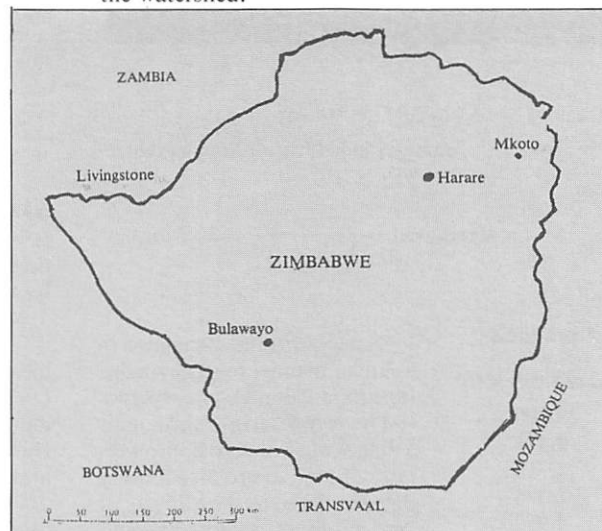 the watershed.
ZAMBIA
Mkoto
Livingstone
Harare
ZIMBABWE
Bulawayo
MOZAMBIQUE
BOTSWANA
0 50 100 150 200 250 300 km
TRANSVAAL